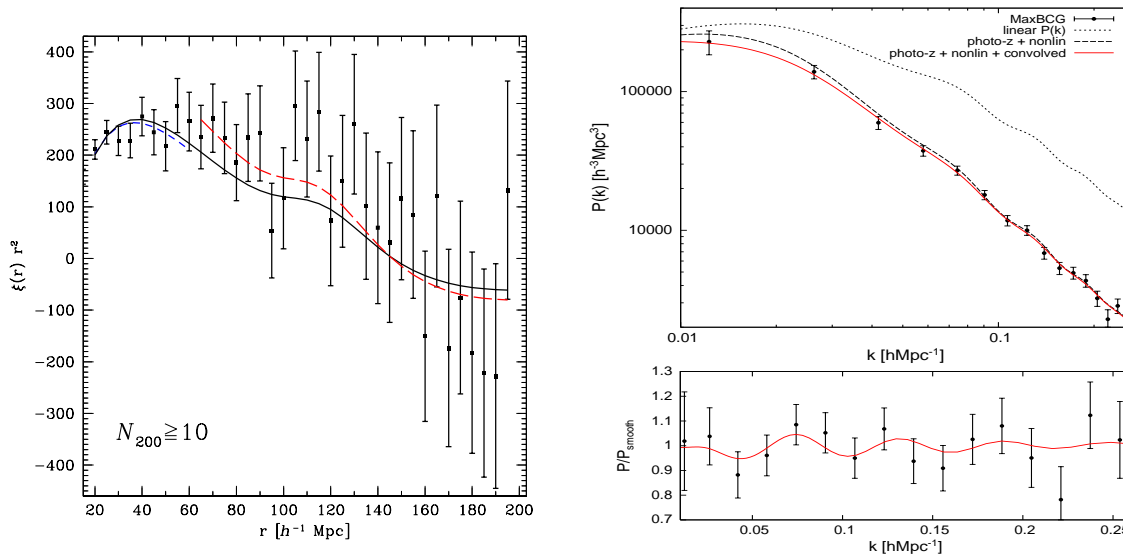 400
300
200
100
0
−100
−200
−300
−400
ξ(r) r²
N₂₀₀≧10
20 40 60 80 100 120 140 160 180 200
r [h⁻¹ Mpc]
MaxBCG
linear P(k)
photo-z + nonlin
photo-z + nonlin + convolved
100000
10000
P(k) [h⁻³Mpc³]
0.01 0.1
k [hMpc⁻¹]
1.3
1.2
1.1
1
0.9
0.8
0.7
P/Pₛₘₒₒₜₕ
0.05 0.1 0.15 0.2 0.25
k [hMpc⁻¹]